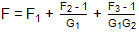 F = F₁ + (F₂ - 1)/G₁ + (F₃ - 1)/(G₁G₂)